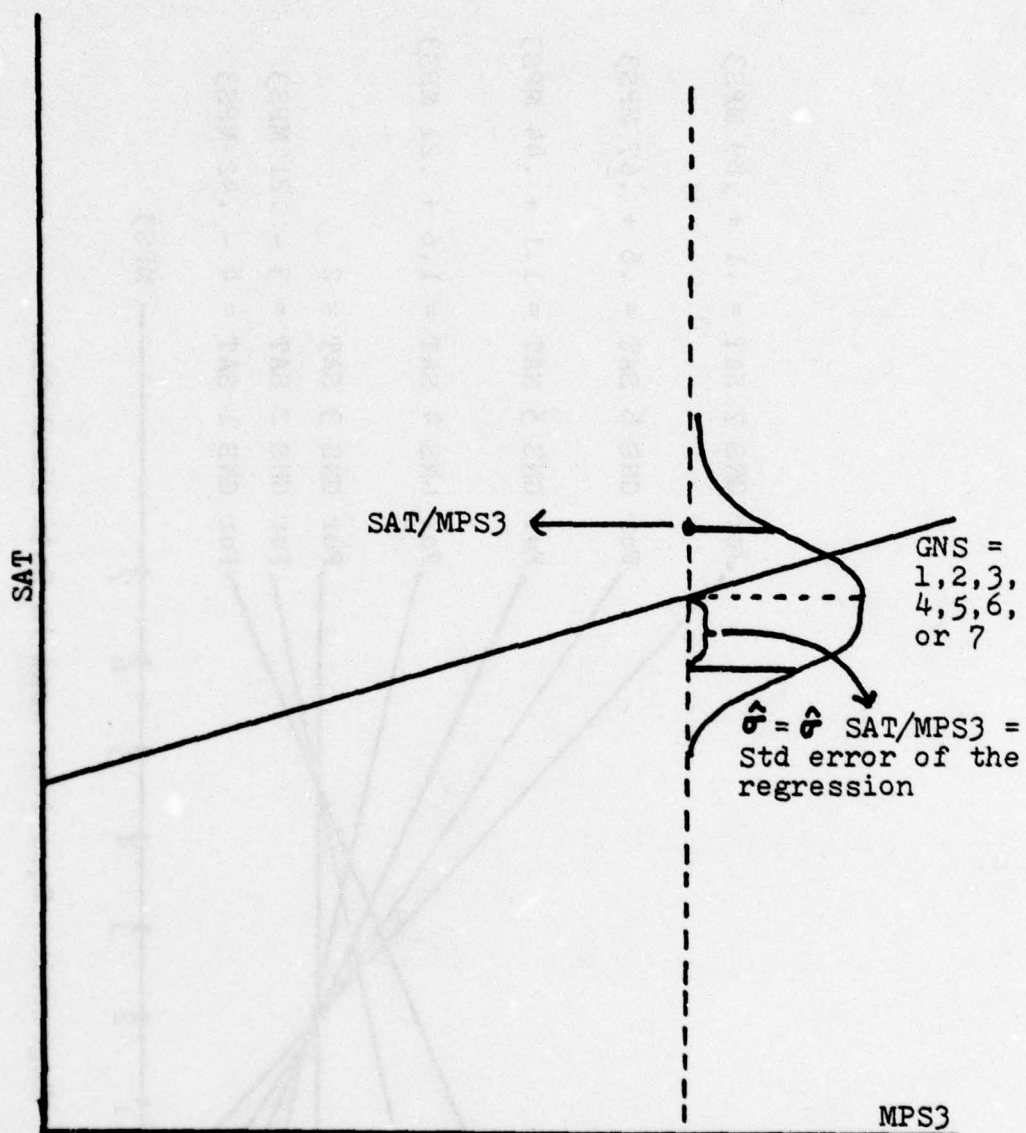 SAT/MPS3
SAT
GNS =
1,2,3,
4,5,6,
or 7
σ̂ = σ̂ SAT/MPS3 =
Std error of the
regression
MPS3